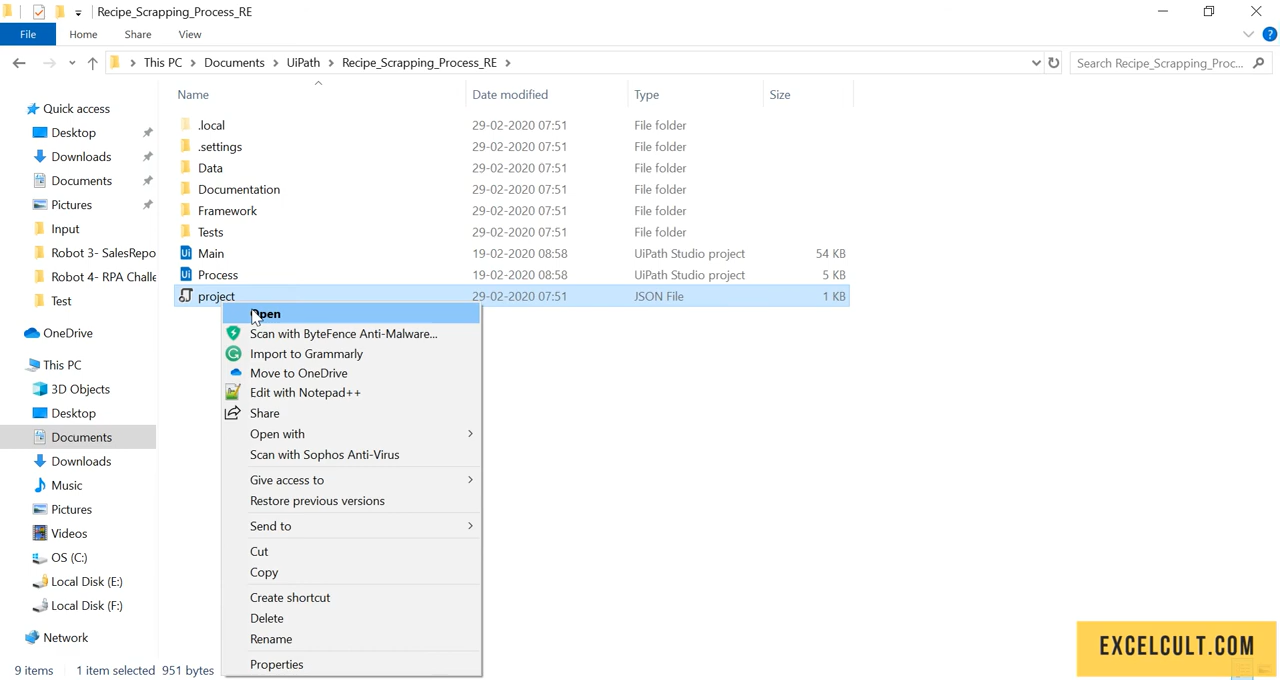 Recipe_Scrapping_Process_RE
File Home Share View
This PC Documents UiPath Recipe_Scrapping_Process_RE
Search Recipe_Scrapping_Proc...
Name Date modified Type Size
Quick access
Desktop
Downloads
Documents
Pictures
Input
Robot 3- SalesRepo
Robot 4- RPA Challe
Test
OneDrive
This PC
3D Objects
Desktop
Documents
Downloads
Music
Pictures
Videos
OS (C:)
Local Disk (E:)
Local Disk (F:)
Network
.local 29-02-2020 07:51 File folder
.settings 29-02-2020 07:51 File folder
Data 29-02-2020 07:51 File folder
Documentation 29-02-2020 07:51 File folder
Framework 29-02-2020 07:51 File folder
Tests 29-02-2020 07:51 File folder
Main 19-02-2020 08:58 UiPath Studio project 54 KB
Process 19-02-2020 08:58 UiPath Studio project 5 KB
project 29-02-2020 07:51 JSON File 1 KB
Open
Scan with ByteFence Anti-Malware...
Import to Grammarly
Move to OneDrive
Edit with Notepad++
Share
Open with
Scan with Sophos Anti-Virus
Give access to
Restore previous versions
Send to
Cut
Copy
Create shortcut
Delete
Rename
Properties
9 items 1 item selected 951 bytes
EXCELCULT.COM